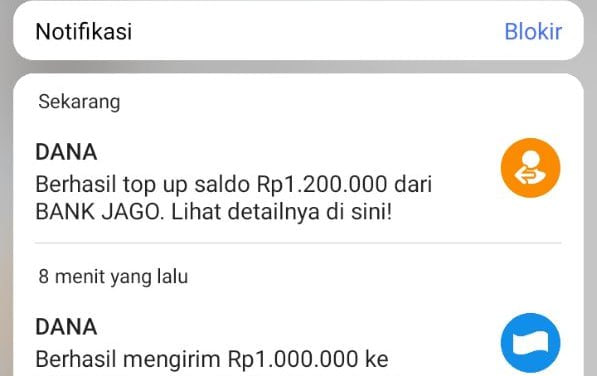 Notifikasi
Blokir
Sekarang
DANA
Berhasil top up saldo Rp1.200.000 dari
BANK JAGO. Lihat detailnya di sini!
8 menit yang lalu
DANA
Berhasil mengirim Rp1.000.000 ke